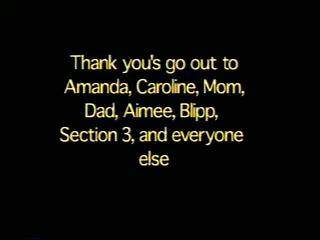 Thank you's go out to
Amanda, Caroline, Mom,
Dad, Aimee, Blipp,
Section 3, and everyone
else